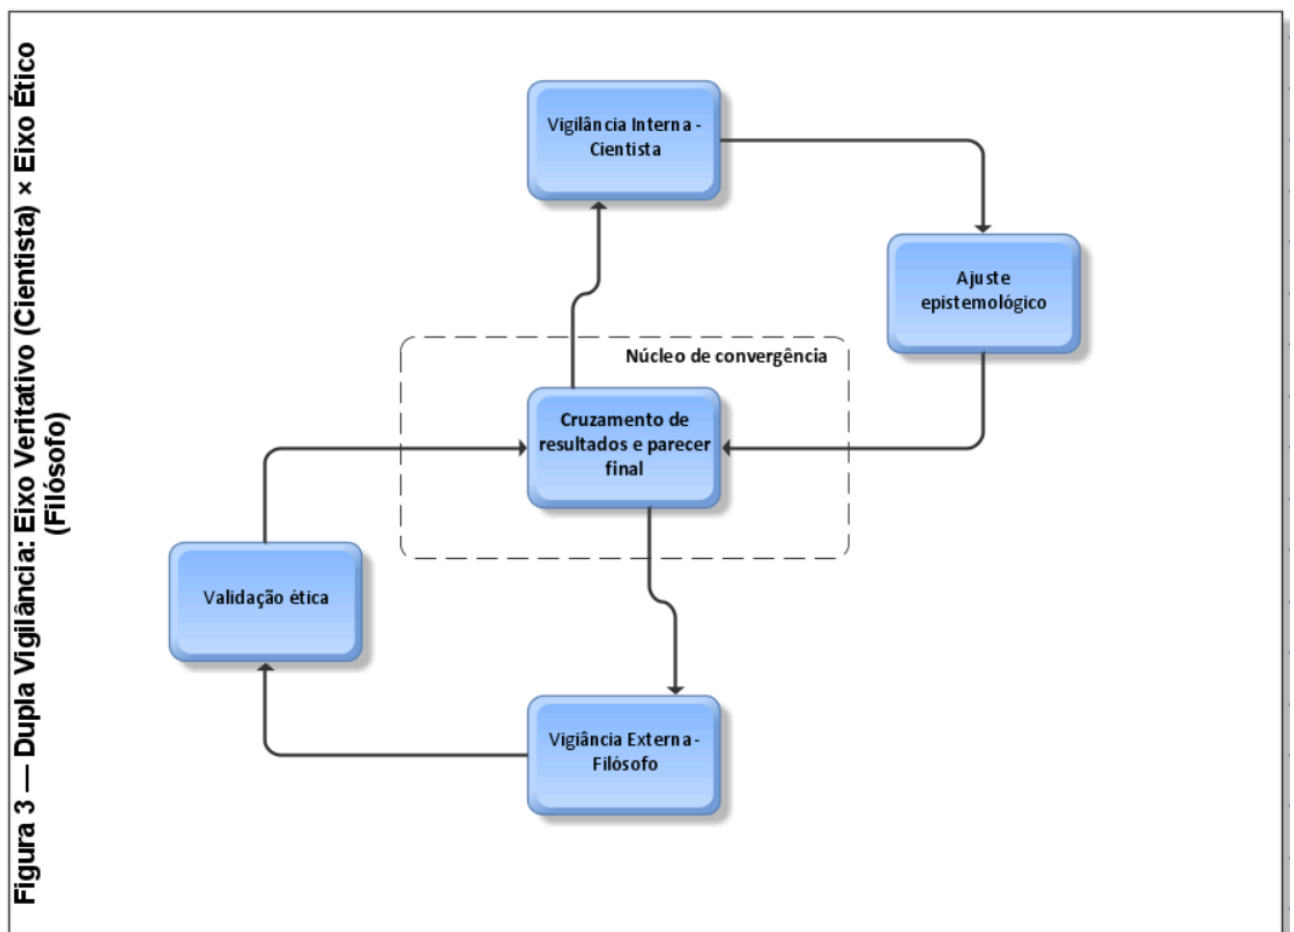 Figura 3 — Dupla Vigilância: Eixo Veritativo (Cientista) × Eixo Ético
(Filósofo)
Vigilância Interna -
Cientista
Ajuste
epistemológico
Núcleo de convergência
Cruzamento de
resultados e parecer
final
Validação ética
Vigiância Externa-
Filósofo